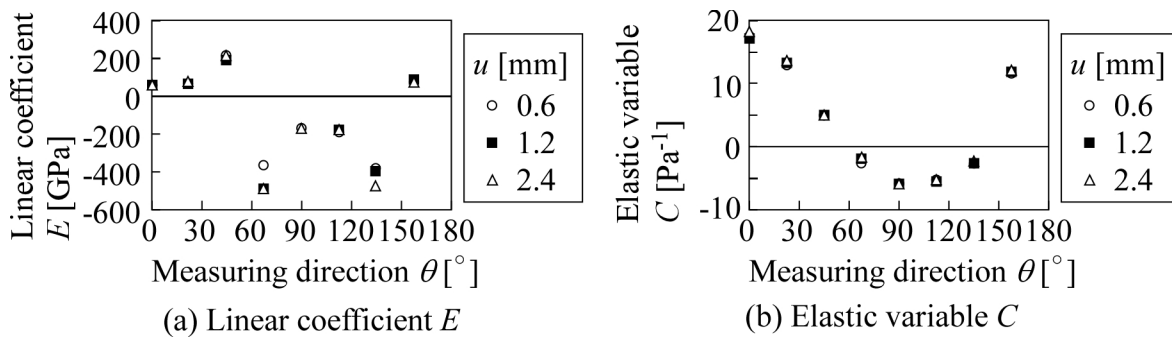 Linear coefficient
E [GPa]
200
400
0
-200
-400
-600
0 30 60 90 120 150 180
Measuring direction θ [°]
u [mm]
0.6
1.2
2.4
(a) Linear coefficient E
Elastic variable
C [Pa⁻¹]
20
10
0
-10
0 30 60 90 120 150 180
Measuring direction θ [°]
u [mm]
0.6
1.2
2.4
(b) Elastic variable C